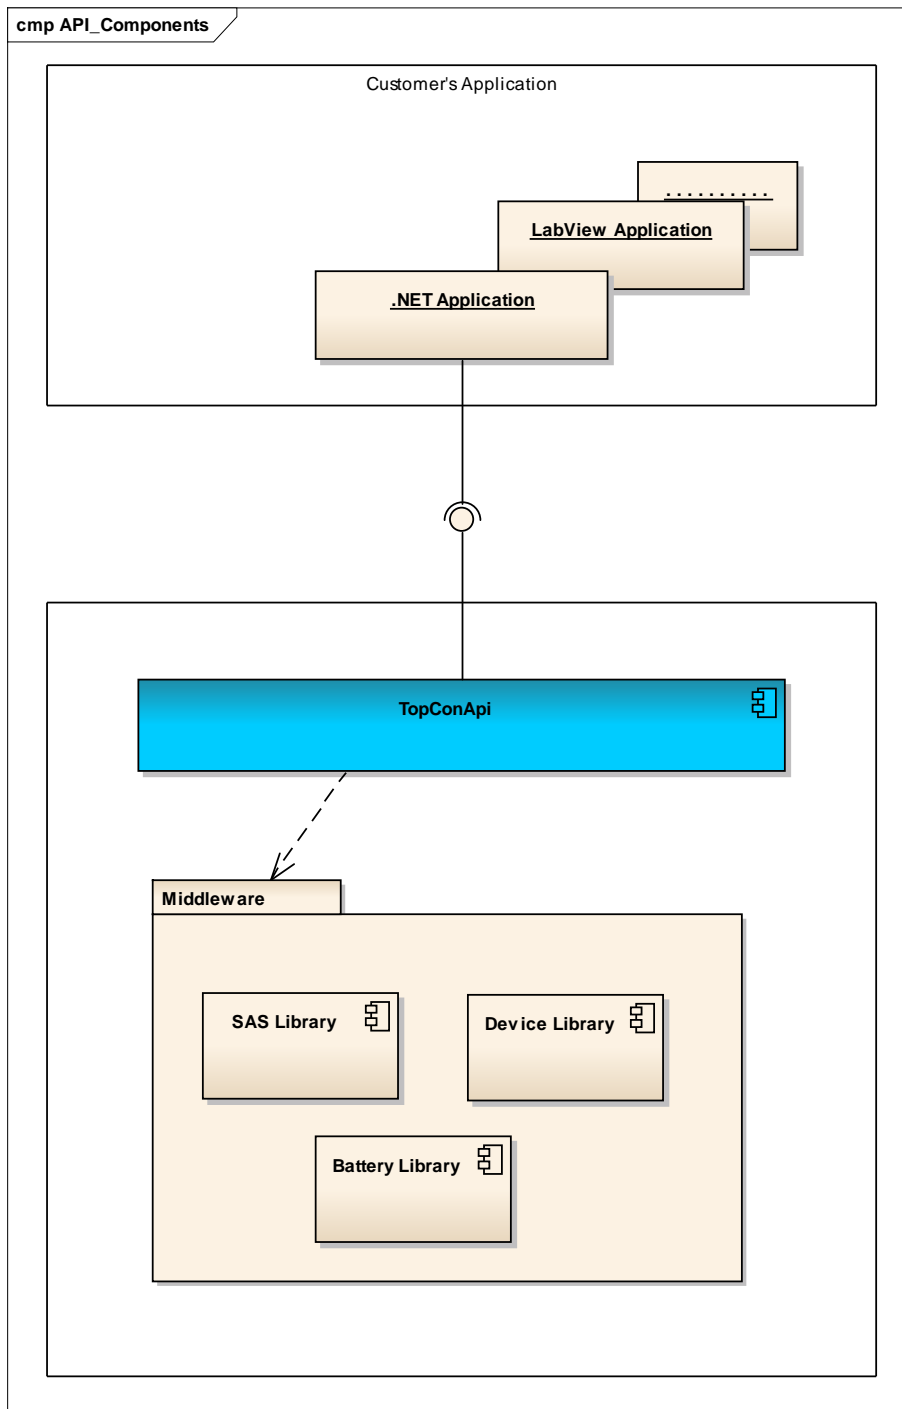 cmp API_Components
Customer's Application
. . . . . . . . . .
LabView Application
.NET Application
TopConApi
Middleware
SAS Library
Device Library
Battery Library